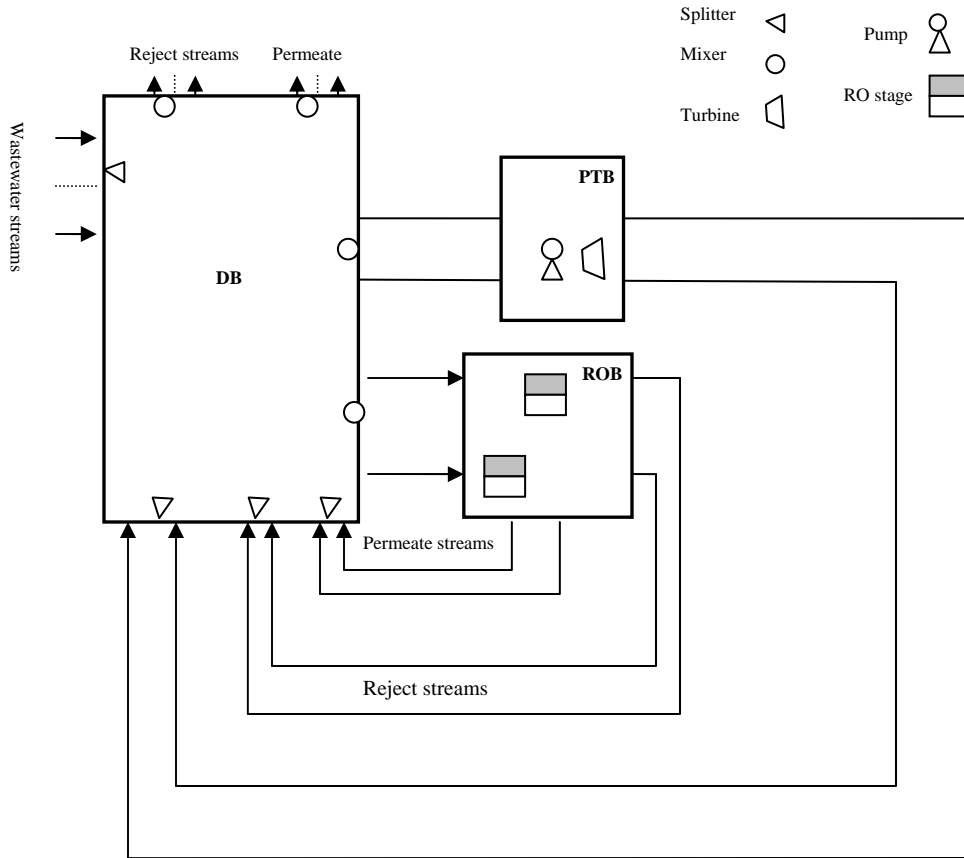 Splitter
Pump
Reject streams
Permeate
Mixer
RO stage
Turbine
Wastewater streams
PTB
DB
ROB
Permeate streams
Reject streams